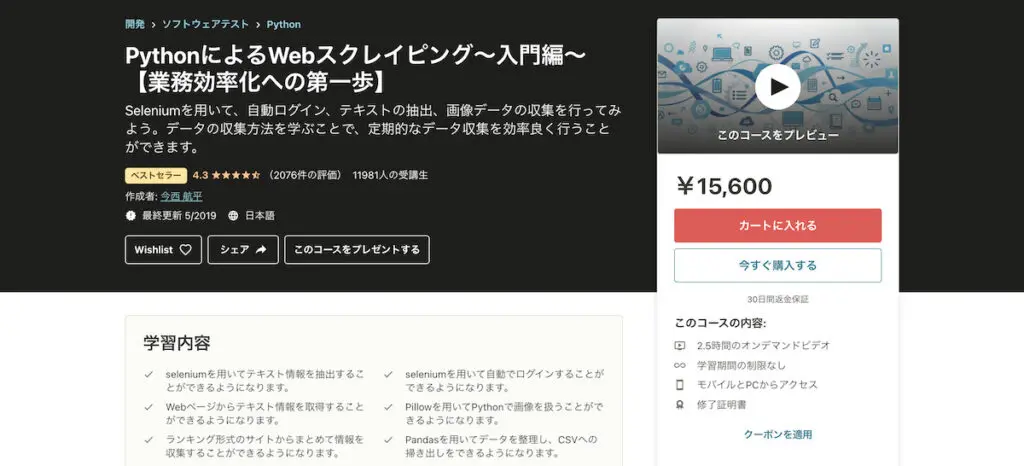 開発 › ソフトウェアテスト › Python
PythonによるWebスクレイピング〜入門編〜
【業務効率化への第一歩】
Seleniumを用いて、自動ログイン、テキストの抽出、画像データの収集を行ってみ
よう。データの収集方法を学ぶことで、定期的なデータ収集を効率良く行うこと
ができます。
ベストセラー 4.3 (2076件の評価) 11981人の受講生
作成者: 今西 航平
最終更新 5/2019 日本語
Wishlist シェア このコースをプレゼントする
このコースをプレビュー
¥15,600
カートに入れる
今すぐ購入する
30日間返金保証
このコースの内容:
2.5時間のオンデマンドビデオ
学習期間の制限なし
モバイルとPCからアクセス
修了証明書
クーポンを適用
学習内容
seleniumを用いてテキスト情報を抽出するこ
とができるようになります。
Webページからテキスト情報を取得すること
ができるようになります。
ランキング形式のサイトからまとめて情報を
収集することができるようになります。
seleniumを用いて自動でログインすることが
できるようになります。
Pillowを用いてPythonで画像を扱うことがで
きるようになります。
Pandasを用いてデータを整理し、CSVへの
掃き出しをできるようになります。